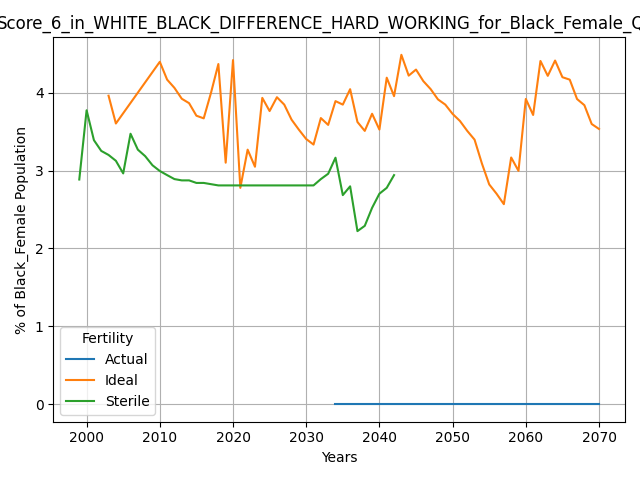 Score_6_in_WHITE_BLACK_DIFFERENCE_HARD_WORKING_for_Black_Female_Q
% of Black_Female Population
4
3
2
1
0
Fertility
Actual
Ideal
Sterile
2000 2010 2020 2030 2040 2050 2060 2070
Years